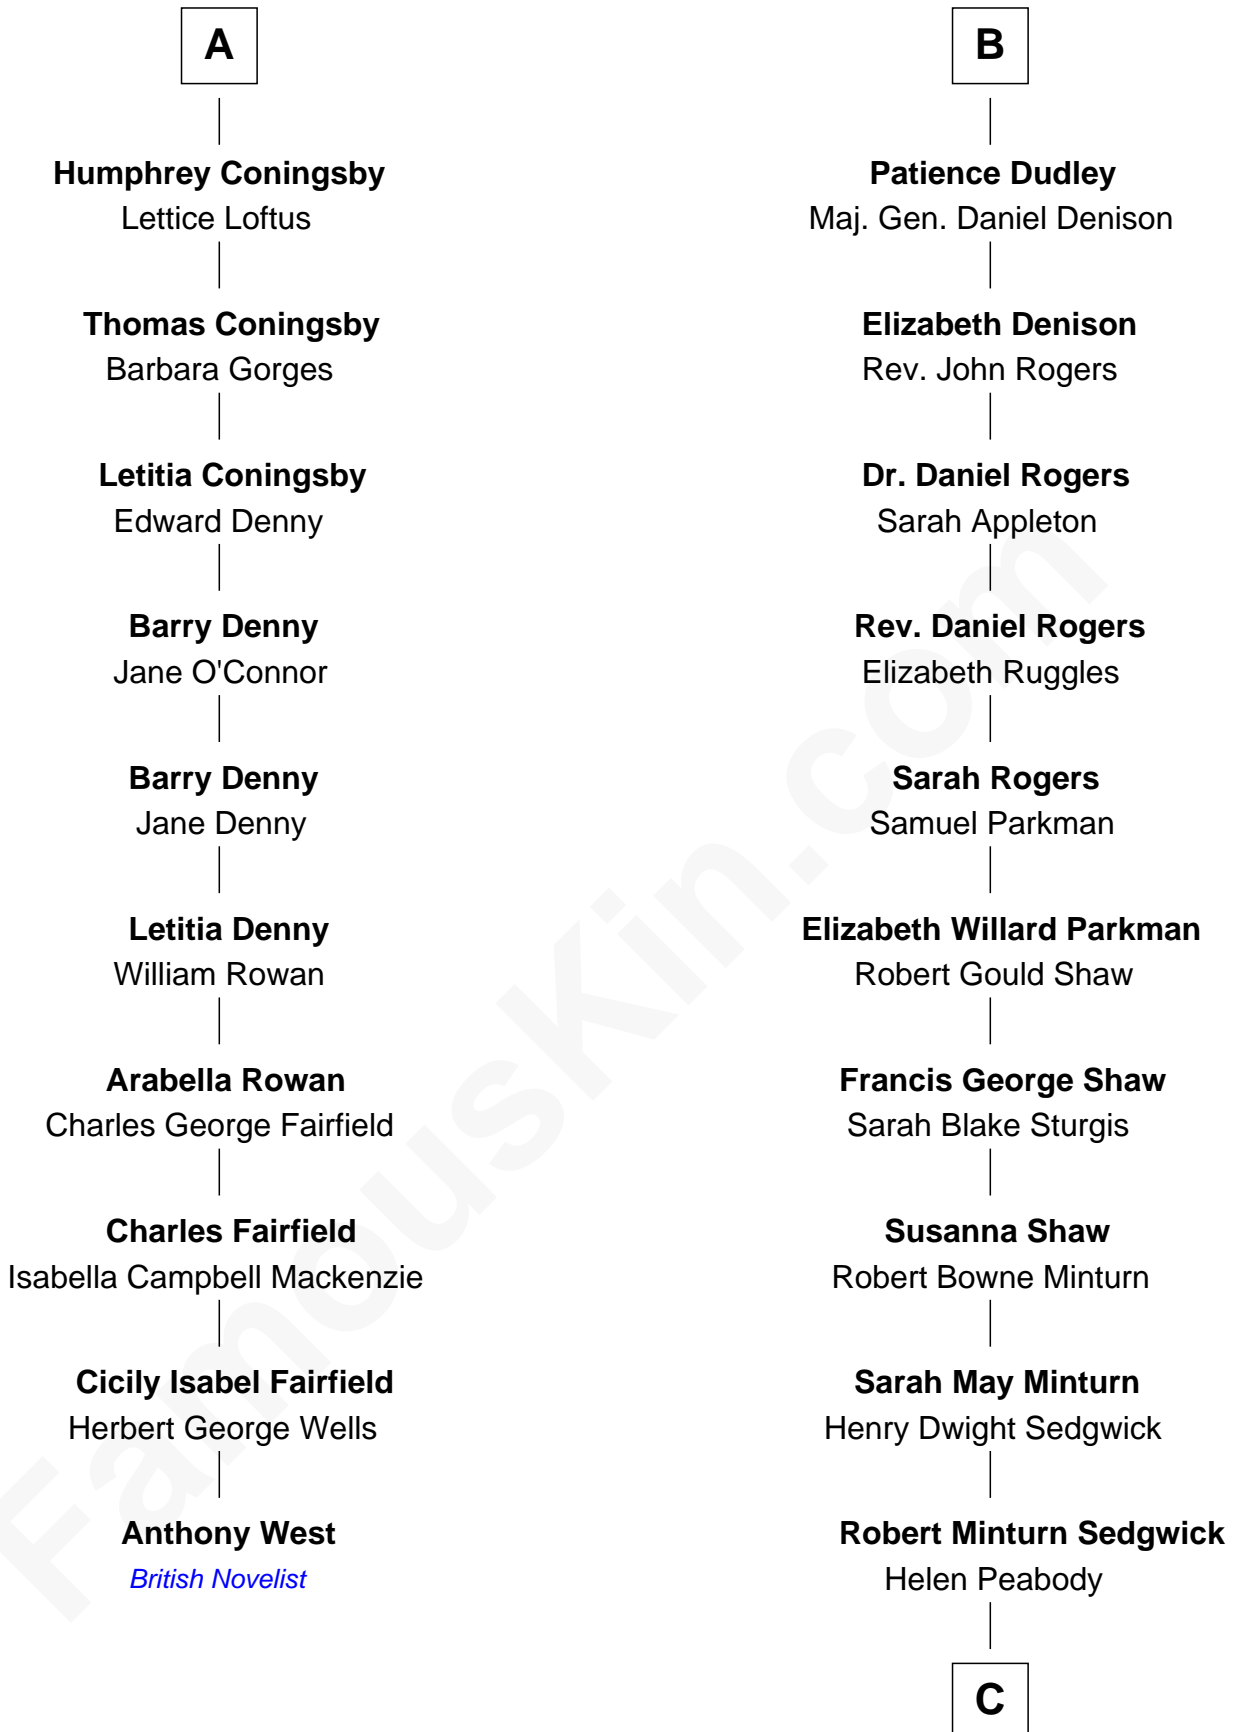 A
Humphrey Coningsby
Lettice Loftus
Thomas Coningsby
Barbara Gorges
Letitia Coningsby
Edward Denny
Barry Denny
Jane O'Connor
Barry Denny
Jane Denny
Letitia Denny
William Rowan
Arabella Rowan
Charles George Fairfield
Charles Fairfield
Isabella Campbell Mackenzie
Cicily Isabel Fairfield
Herbert George Wells
Anthony West
British Novelist
B
Patience Dudley
Maj. Gen. Daniel Denison
Elizabeth Denison
Rev. John Rogers
Dr. Daniel Rogers
Sarah Appleton
Rev. Daniel Rogers
Elizabeth Ruggles
Sarah Rogers
Samuel Parkman
Elizabeth Willard Parkman
Robert Gould Shaw
Francis George Shaw
Sarah Blake Sturgis
Susanna Shaw
Robert Bowne Minturn
Sarah May Minturn
Henry Dwight Sedgwick
Robert Minturn Sedgwick
Helen Peabody
C
FamousKin.com